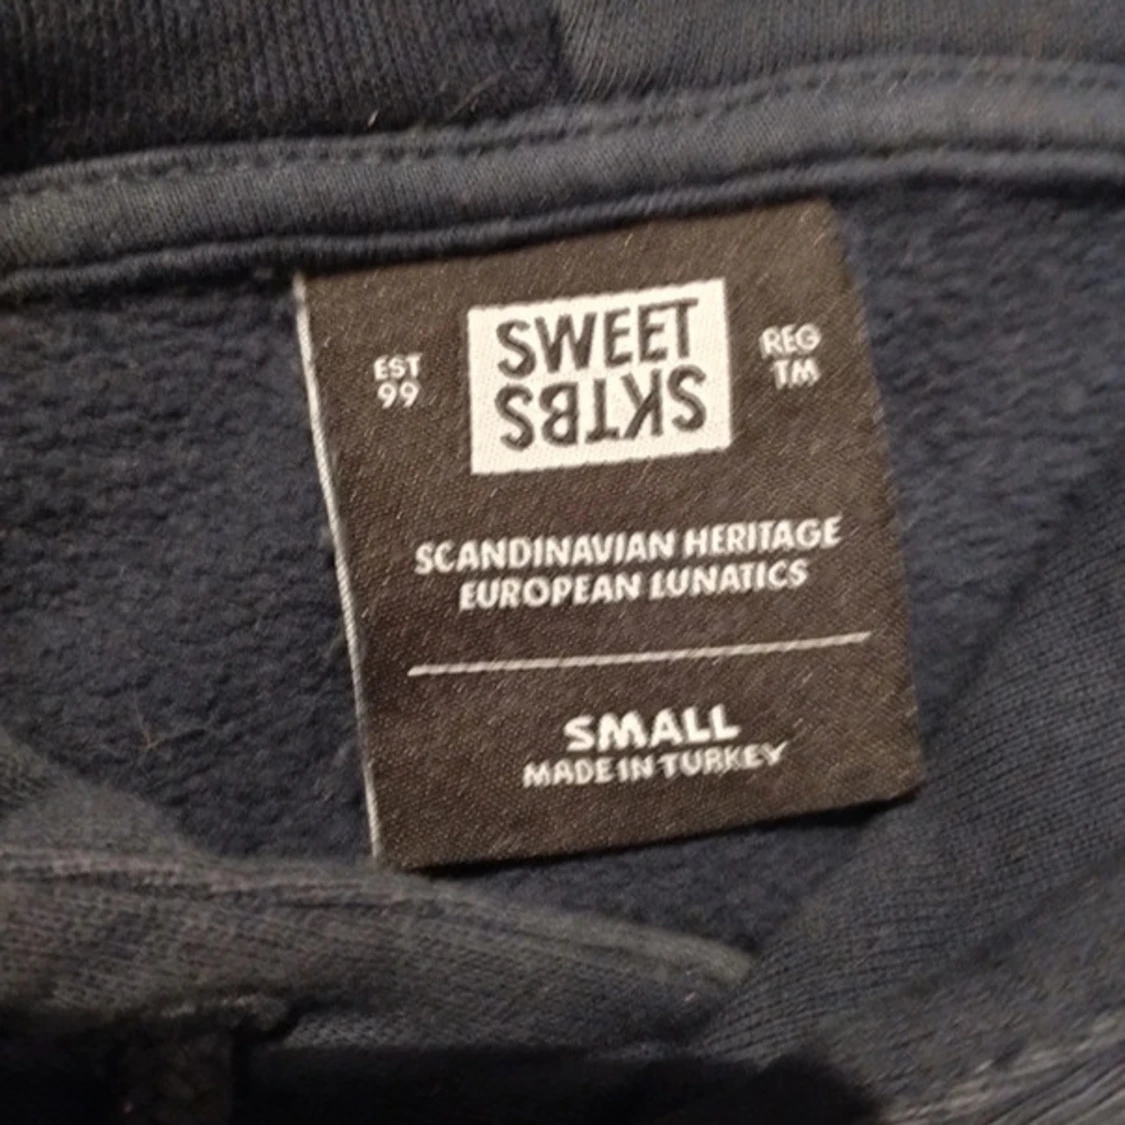 SWEET
SKTBS
EST
99
REG
TM
SCANDINAVIAN HERITAGE
EUROPEAN LUNATICS
SMALL
MADE IN TURKEY